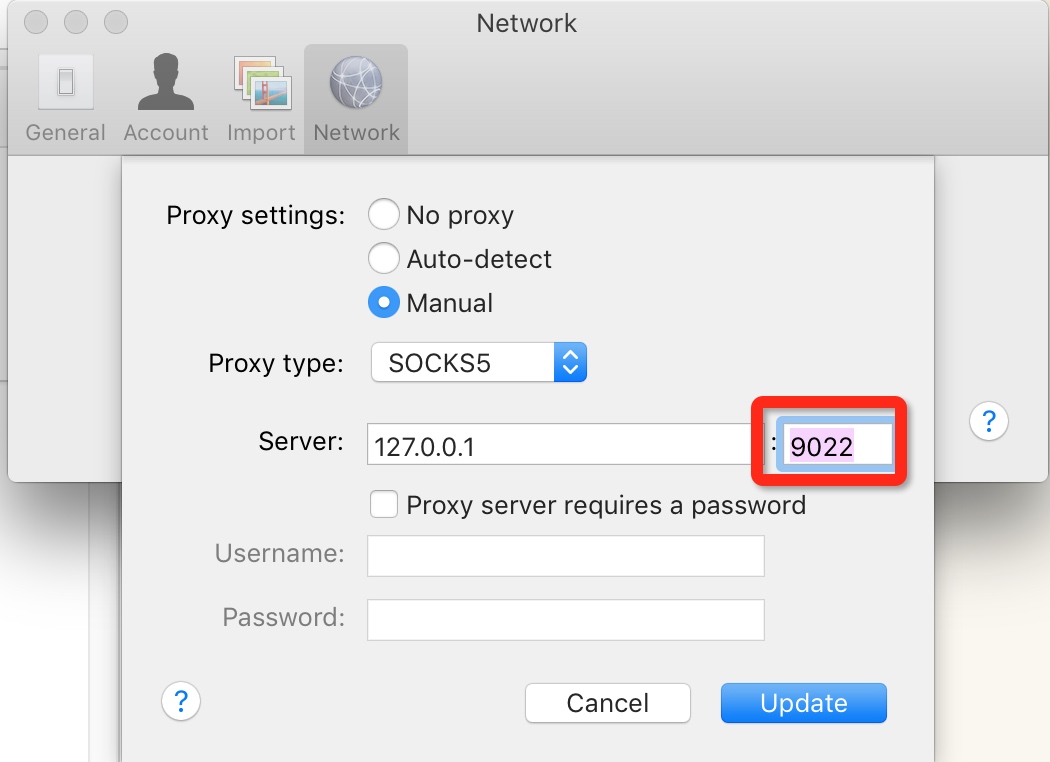 Network
General Account Import Network
Proxy settings: No proxy
Auto-detect
Manual
Proxy type: SOCKS5
Server: 127.0.0.1 : 9022
?
Proxy server requires a password
Username:
Password:
? Cancel Update